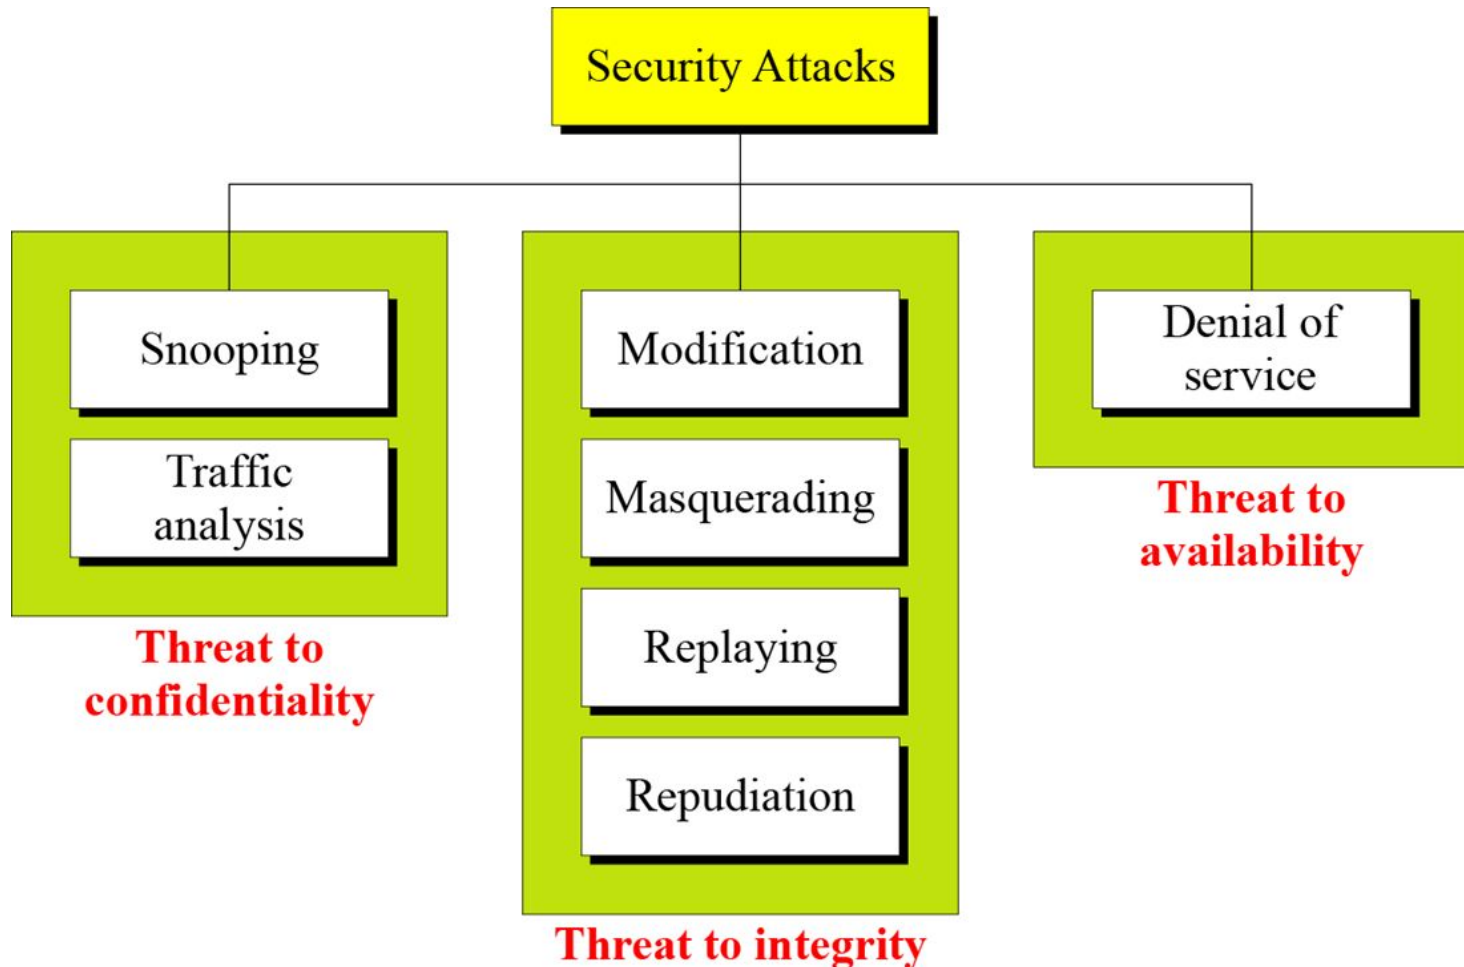 Security Attacks
Snooping
Traffic
analysis
Threat to
confidentiality
Modification
Masquerading
Replaying
Repudiation
Threat to integrity
Denial of
service
Threat to
availability